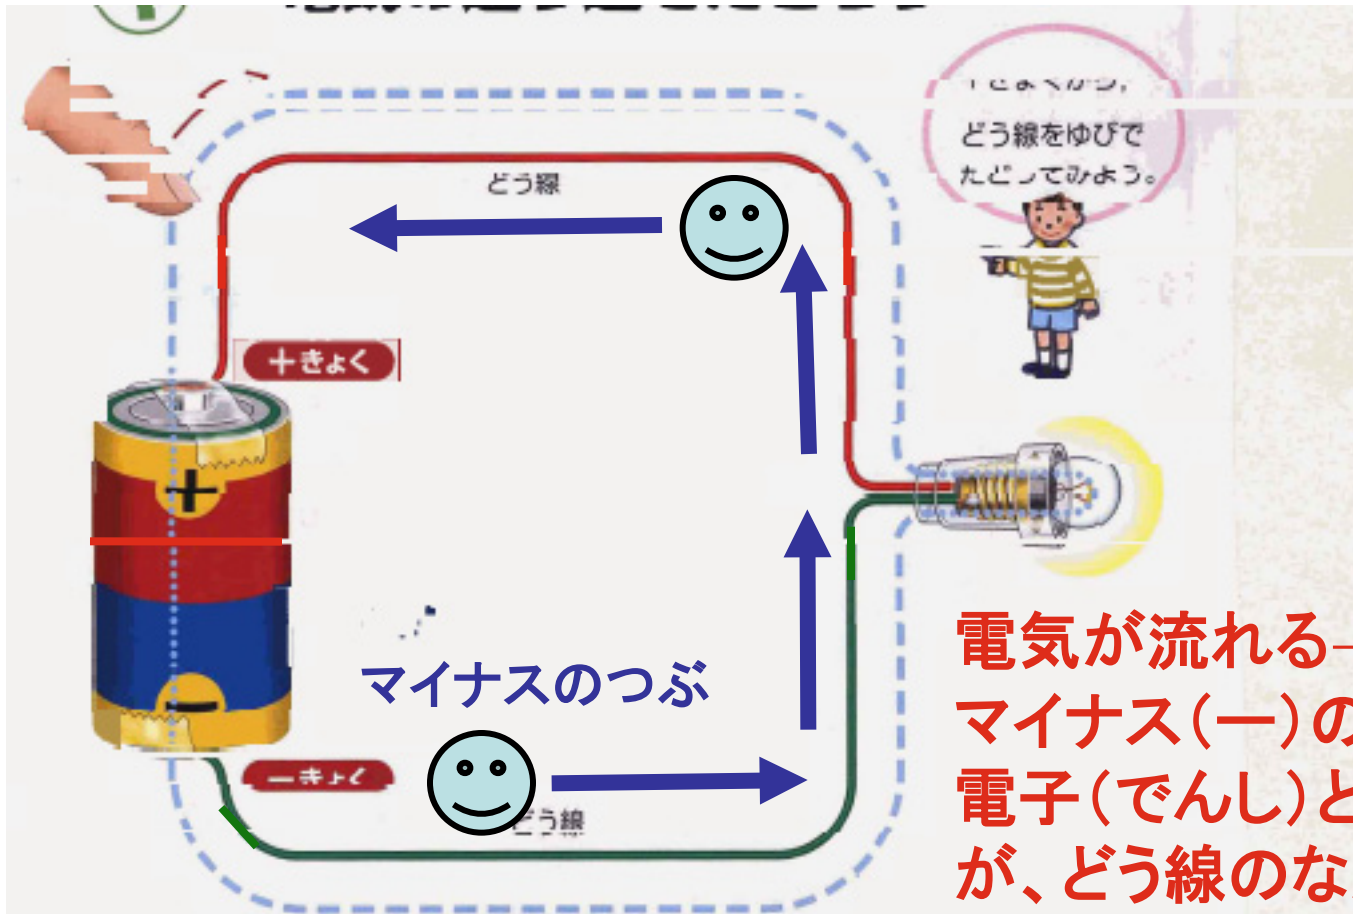 どう線をゆびで
たどってみよう。
どう線
+きょく
+
マイナスのつぶ
−
−きょく
どう線
電気が流れる
マイナス(ー)の
電子(でんし)と
が、どう線のな